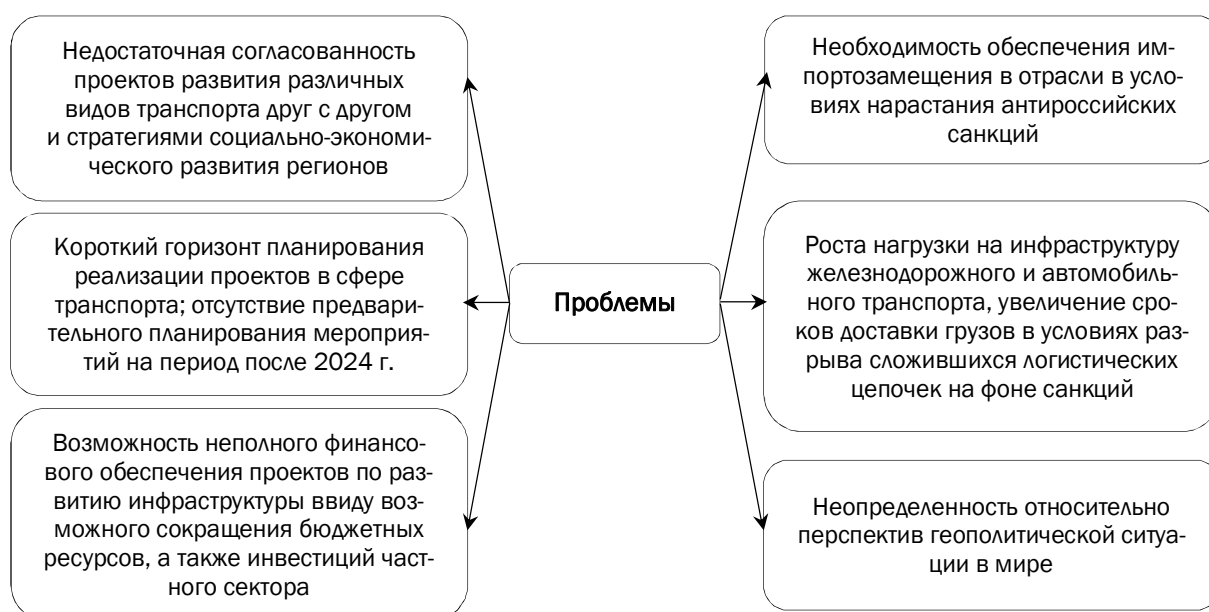 Недостаточная согласованность
проектов развития различных
видов транспорта друг с другом
и стратегиями социально-экономи-
ческого развития регионов
Короткий горизонт планирования
реализации проектов в сфере
транспорта; отсутствие предвари-
тельного планирования мероприя-
тий на период после 2024 г.
Возможность неполного финансо-
вого обеспечения проектов по раз-
витию инфраструктуры ввиду воз-
можного сокращения бюджетных
ресурсов, а также инвестиций част-
ного сектора
Проблемы
Необходимость обеспечения им-
портозамещения в отрасли в усло-
виях нарастания антироссийских
санкций
Роста нагрузки на инфраструктуру
железнодорожного и автомобиль-
ного транспорта, увеличение сро-
ков доставки грузов в условиях раз-
рыва сложившихся логистических
цепочек на фоне санкций
Неопределенность относительно
перспектив геополитической ситуа-
ции в мире